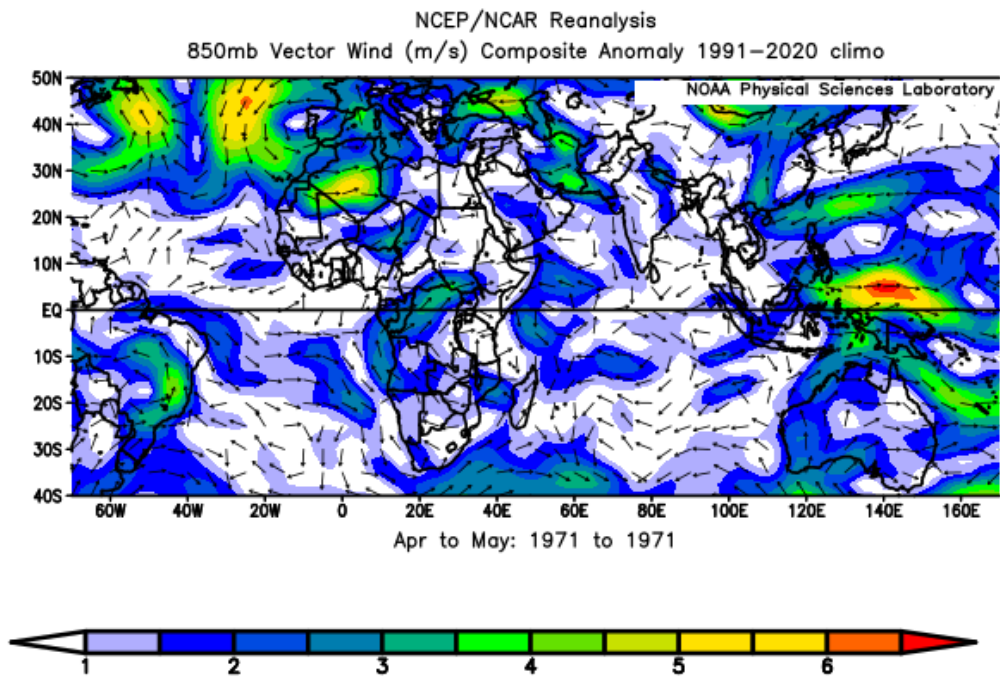 NCEP/NCAR Reanalysis
850mb Vector Wind (m/s) Composite Anomaly 1991-2020 climo
NOAA Physical Sciences Laboratory
50N
40N
30N
20N
10N
EQ
10S
20S
30S
40S
60W 40W 20W 0 20E 40E 60E 80E 100E 120E 140E 160E
Apr to May: 1971 to 1971
1 2 3 4 5 6